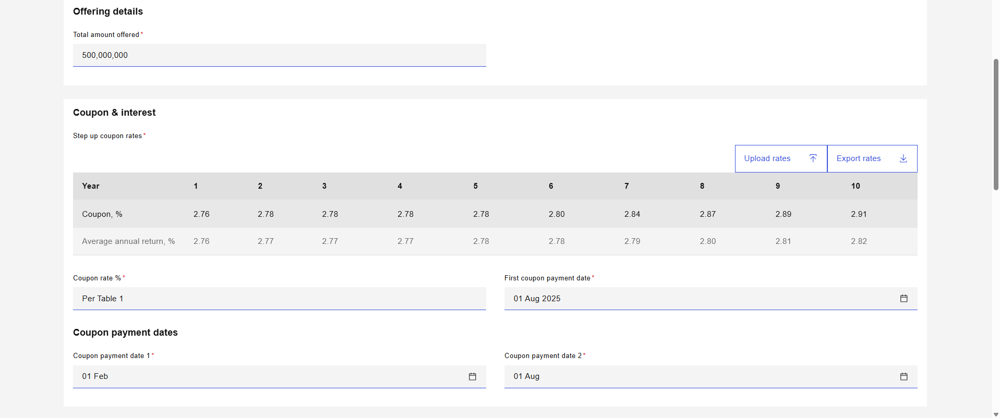 Offering details
Total amount offered*
500,000,000
Coupon & interest
Step up coupon rates*
Upload rates Export rates
Year 1 2 3 4 5 6 7 8 9 10
Coupon, % 2.76 2.78 2.78 2.78 2.78 2.80 2.84 2.87 2.89 2.91
Average annual return, % 2.76 2.77 2.77 2.77 2.78 2.78 2.79 2.80 2.81 2.82
Coupon rate %* First coupon payment date*
Per Table 1 01 Aug 2025
Coupon payment dates
Coupon payment date 1* Coupon payment date 2*
01 Feb 01 Aug